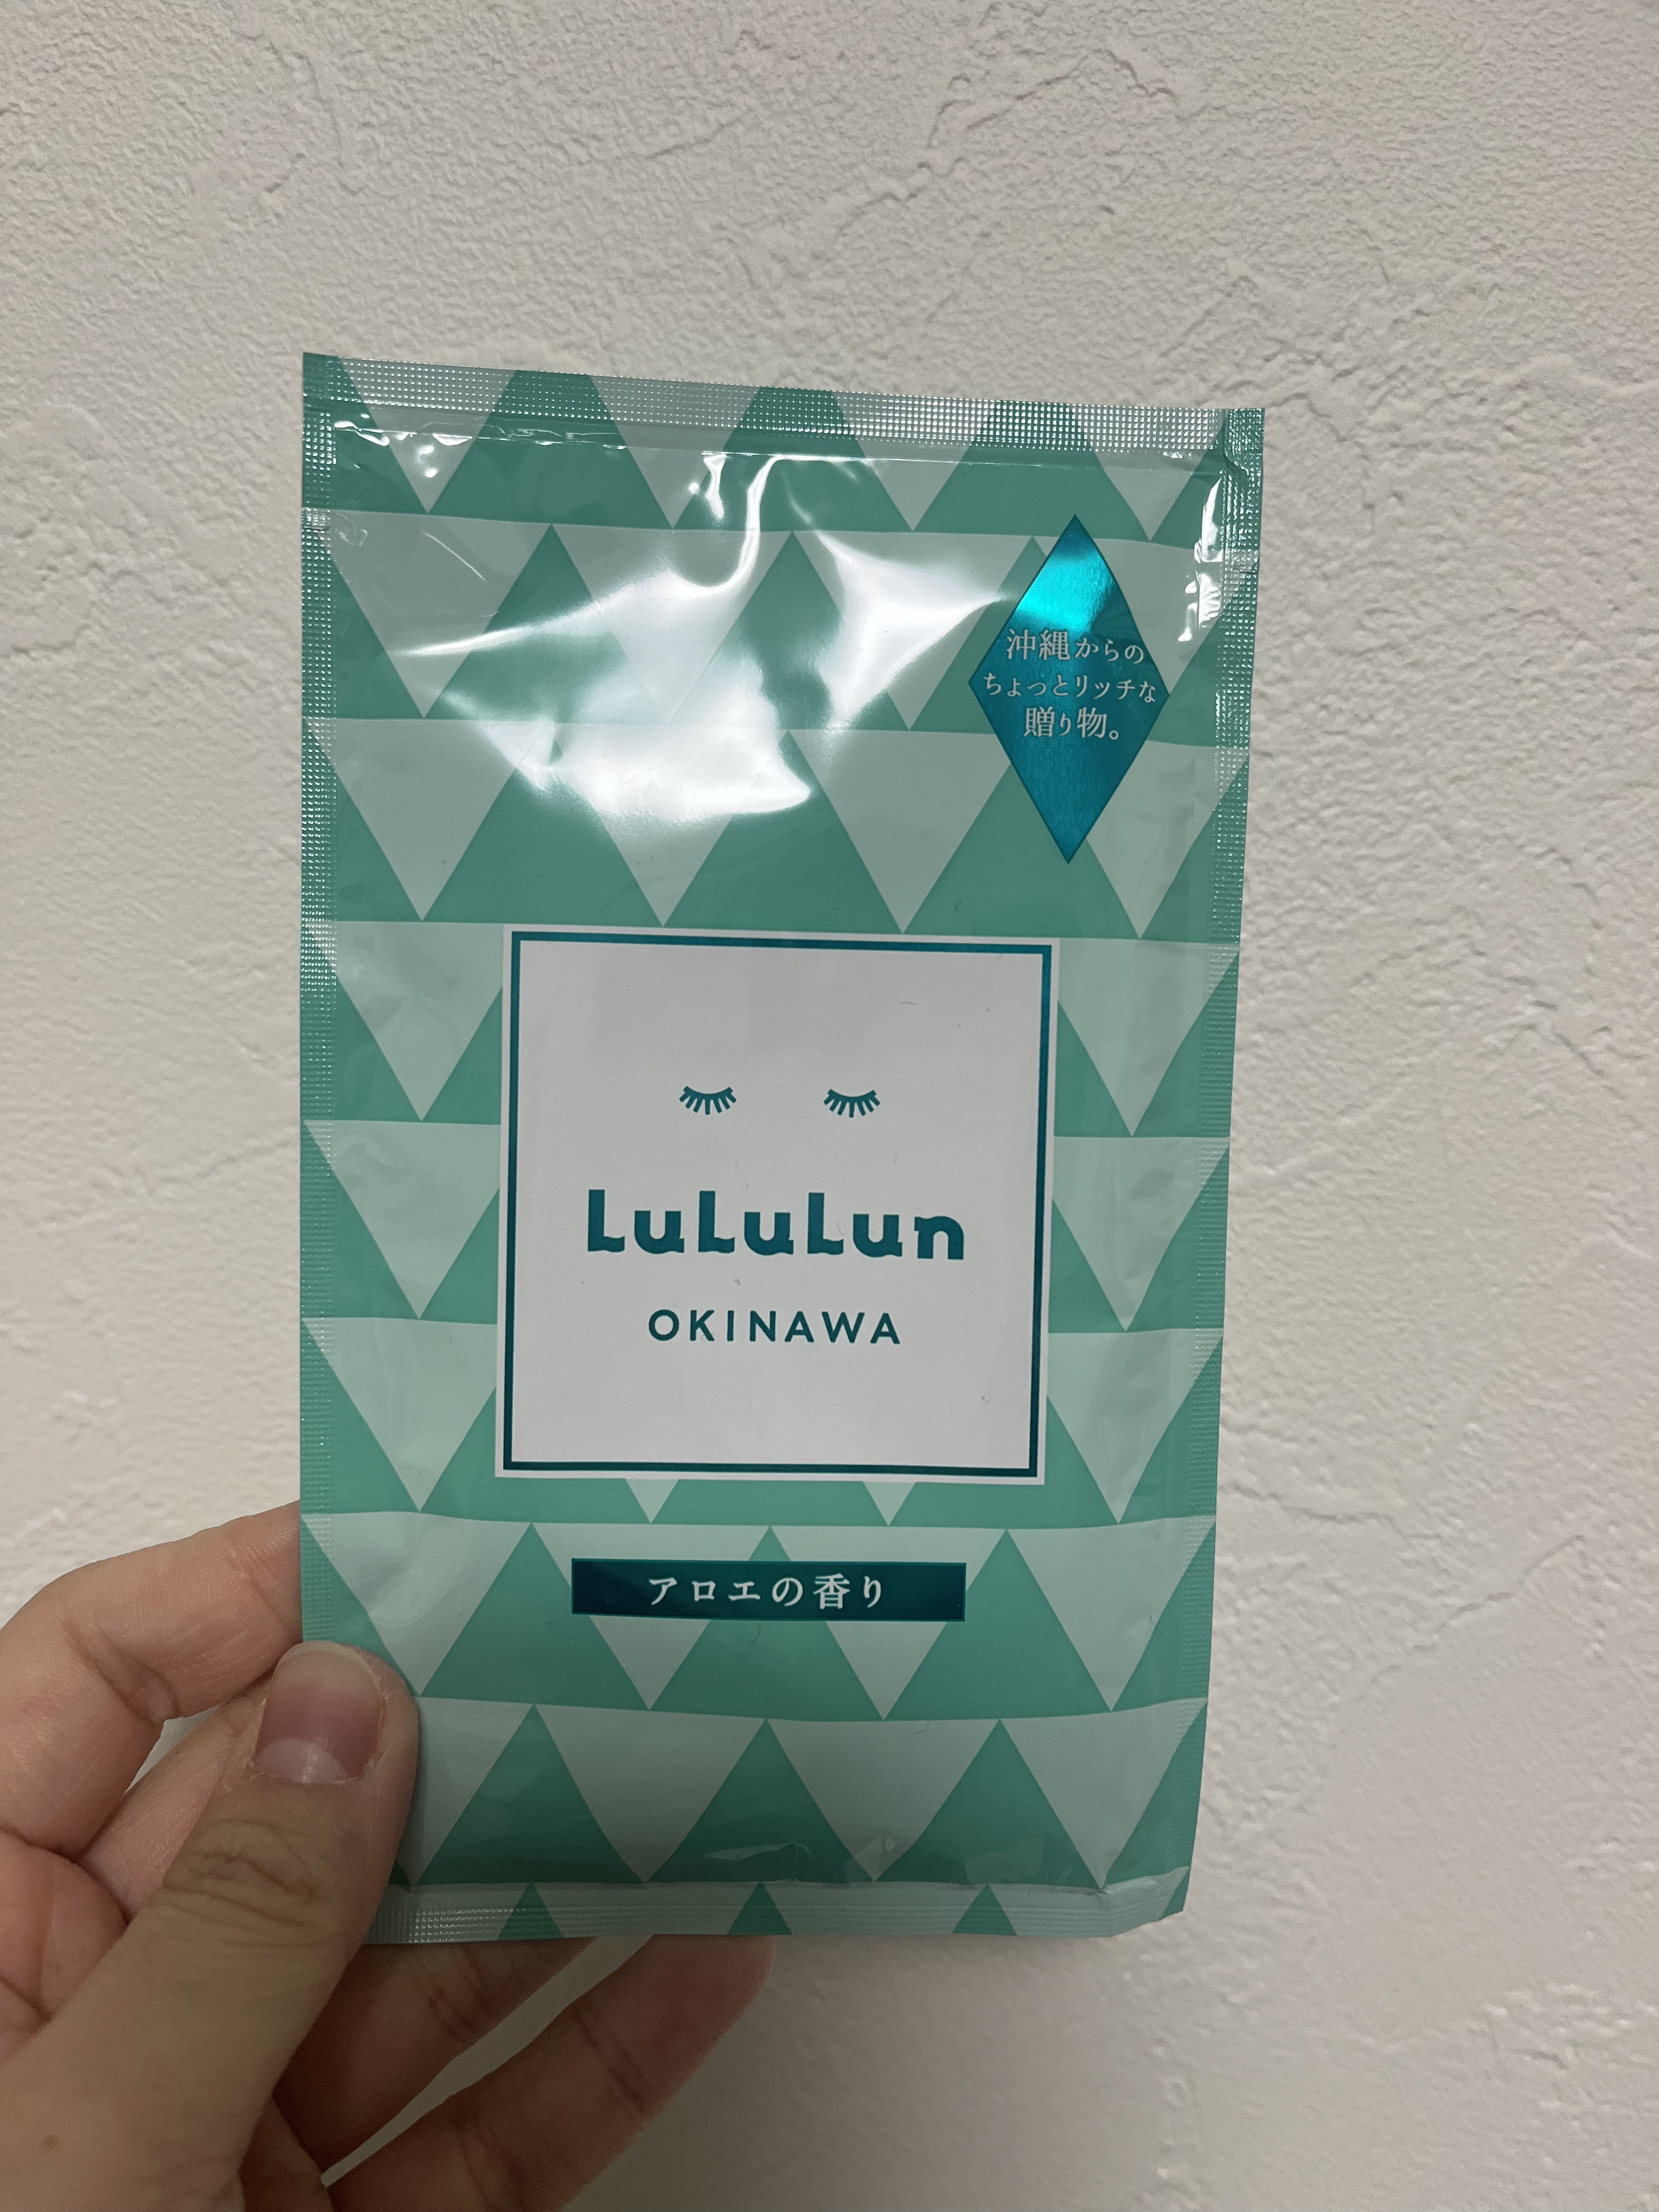 沖縄からの
ちょっとリッチな
贈り物。
LuLuLun
OKINAWA
アロエの香り